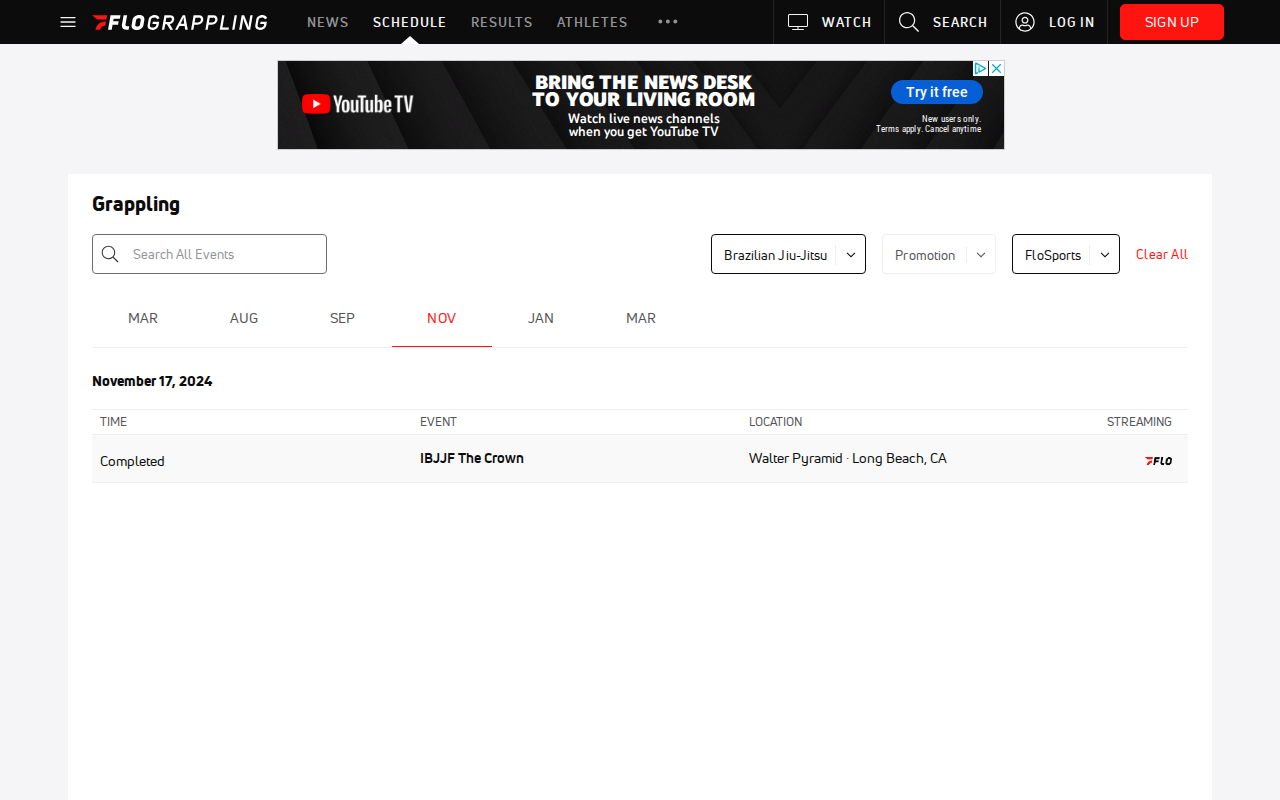 FLOGRAPPLING NEWS SCHEDULE RESULTS ATHLETES WATCH SEARCH LOG IN SIGN UP
YouTube TV
BRING THE NEWS DESK
TO YOUR LIVING ROOM
Watch live news channels
when you get YouTube TV
Try it free
New users only.
Terms apply. Cancel anytime
Grappling
Search All Events Brazilian Jiu-Jitsu Promotion FloSports Clear All
MAR AUG SEP NOV JAN MAR
November 17, 2024
TIME EVENT LOCATION STREAMING
Completed IBJJF The Crown Walter Pyramid · Long Beach, CA FLO